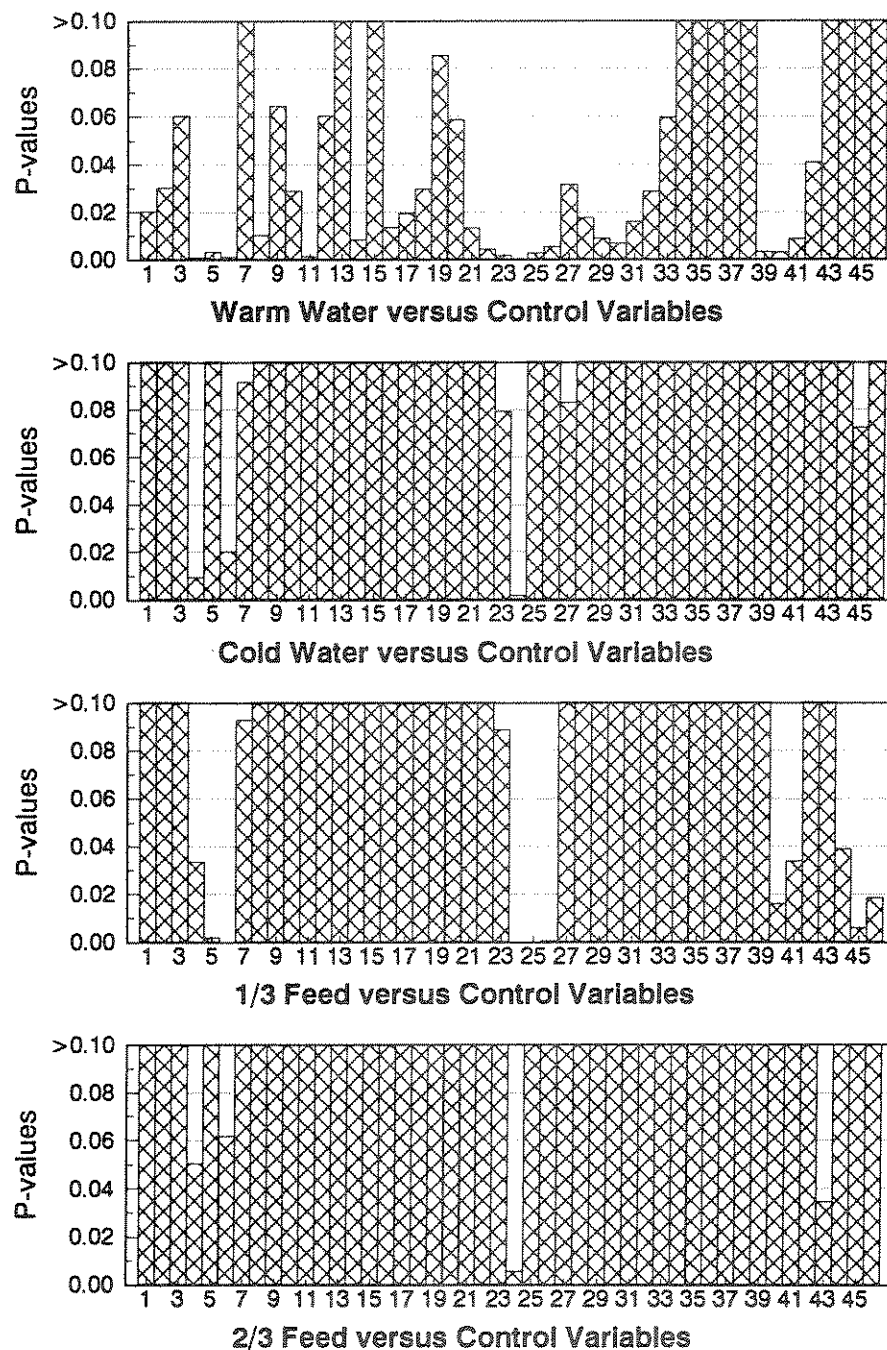 >0.10
0.08
0.06
0.04
0.02
0.00
P-values
1 3 5 7 9 11 13 15 17 19 21 23 25 27 29 31 33 35 37 39 41 43 45
Warm Water versus Control Variables
>0.10
0.08
0.06
0.04
0.02
0.00
P-values
1 3 5 7 9 11 13 15 17 19 21 23 25 27 29 31 33 35 37 39 41 43 45
Cold Water versus Control Variables
>0.10
0.08
0.06
0.04
0.02
0.00
P-values
1 3 5 7 9 11 13 15 17 19 21 23 25 27 29 31 33 35 37 39 41 43 45
1/3 Feed versus Control Variables
>0.10
0.08
0.06
0.04
0.02
0.00
P-values
1 3 5 7 9 11 13 15 17 19 21 23 25 27 29 31 33 35 37 39 41 43 45
2/3 Feed versus Control Variables